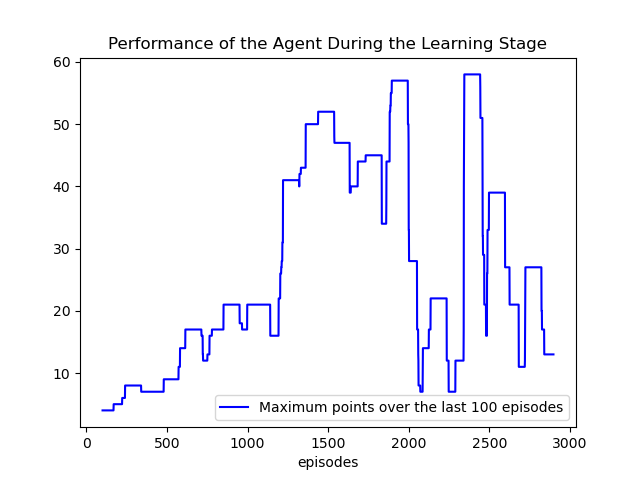 Performance of the Agent During the Learning Stage
60
50
40
30
20
10
Maximum points over the last 100 episodes
0 500 1000 1500 2000 2500 3000
episodes